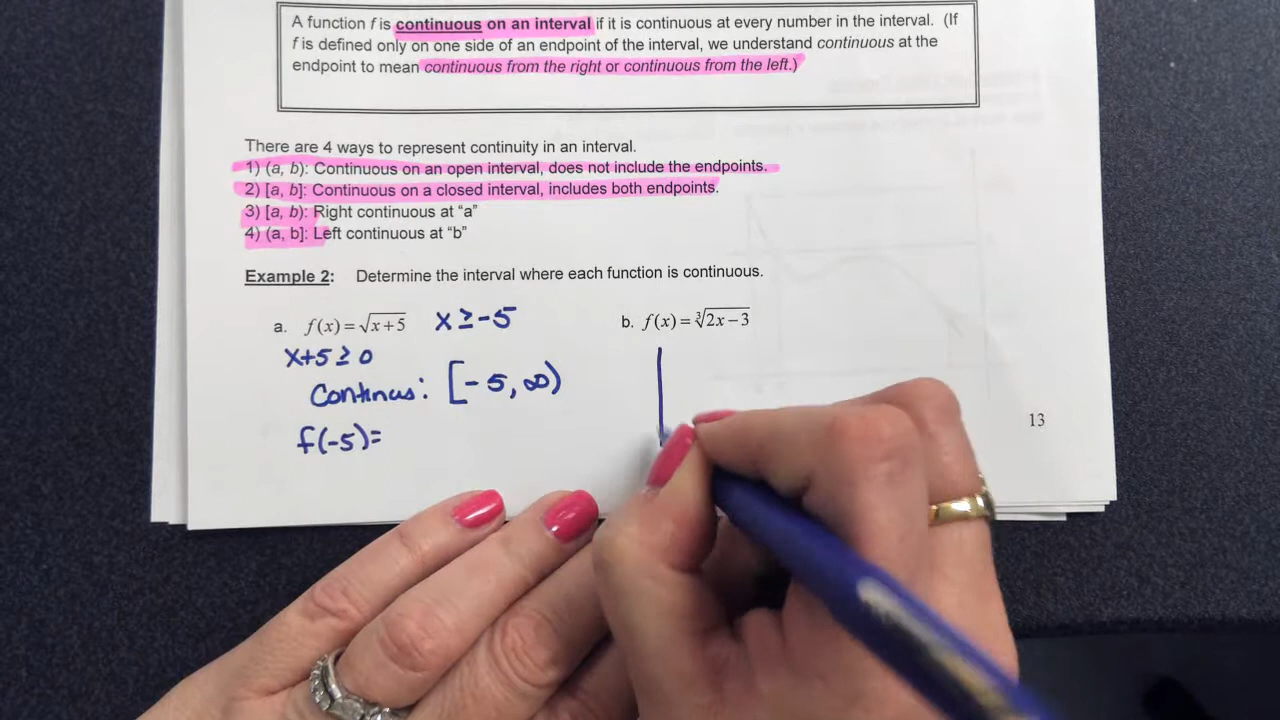 A function f is continuous on an interval if it is continuous at every number in the interval. (If
f is defined only on one side of an endpoint of the interval, we understand continuous at the
endpoint to mean continuous from the right or continuous from the left.)
There are 4 ways to represent continuity in an interval.
1) (a, b): Continuous on an open interval, does not include the endpoints.
2) [a, b]: Continuous on a closed interval, includes both endpoints.
3) [a, b): Right continuous at “a”
4) (a, b]: Left continuous at “b”
Example 2: Determine the interval where each function is continuous.
a. f(x) = √x+5 x ≥ -5
x+5 ≥ 0
Continus: [-5, ∞)
f(-5)=
b. f(x) = ∛2x−3
13